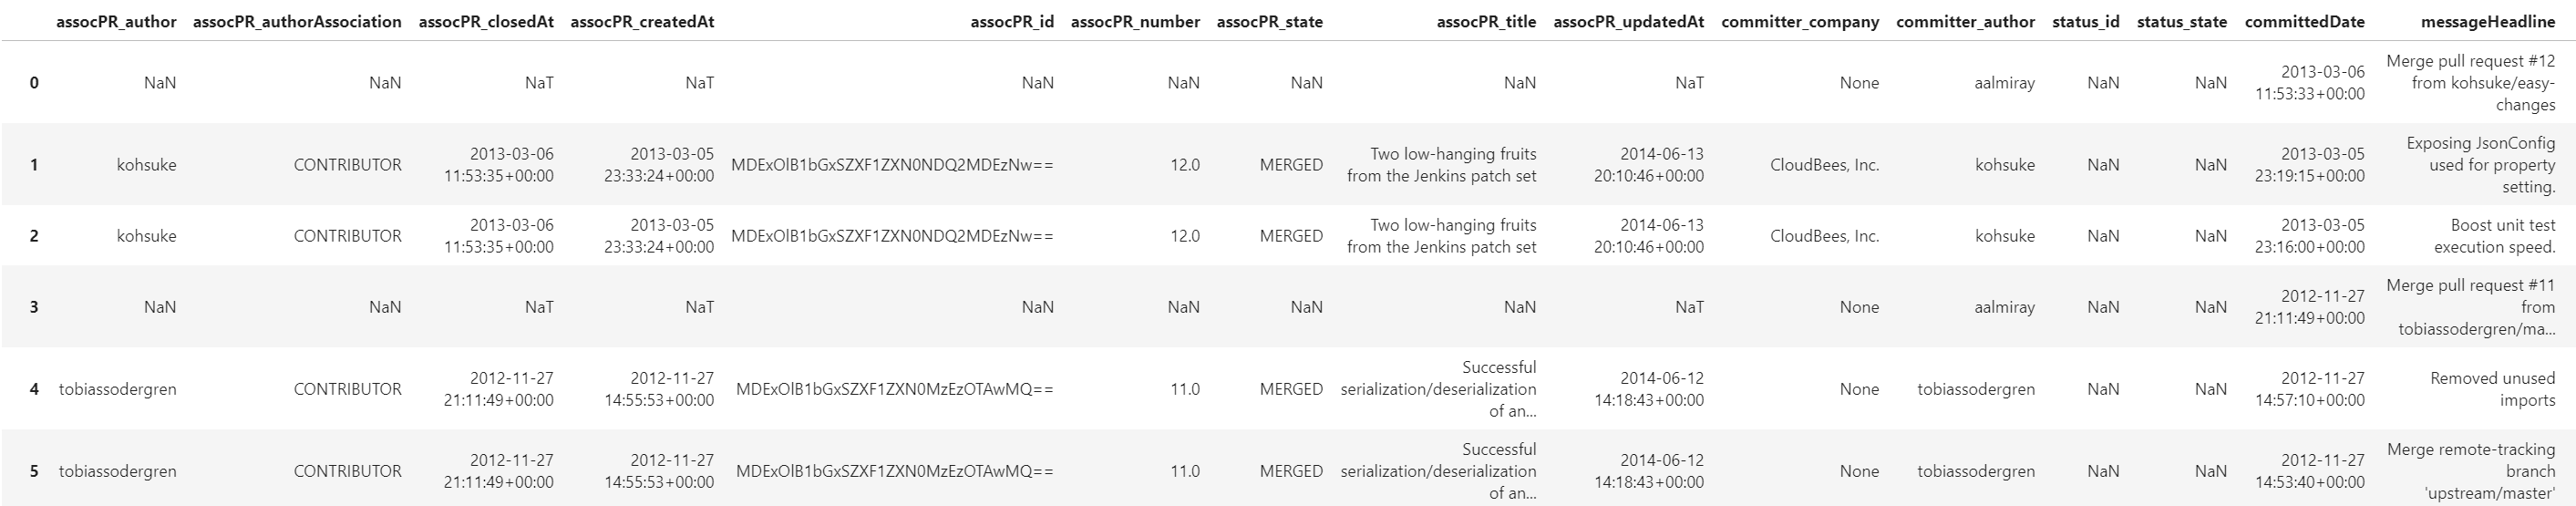 assocPR_author assocPR_authorAssociation assocPR_closedAt assocPR_createdAt assocPR_id assocPR_number assocPR_state assocPR_title assocPR_updatedAt committer_company committer_author status_id status_state committedDate messageHeadline
0 NaN NaN NaT NaT NaN NaN NaN NaN NaT None aalmiray NaN NaN 2013-03-06 11:53:33+00:00 Merge pull request #12 from kohsuke/easy-changes
1 kohsuke CONTRIBUTOR 2013-03-06 11:53:35+00:00 2013-03-05 23:33:24+00:00 MDExOlB1bGxSZXF1ZXN0NDQ2MDEzNw== 12.0 MERGED Two low-hanging fruits from the Jenkins patch set 2014-06-13 20:10:46+00:00 CloudBees, Inc. kohsuke NaN NaN 2013-03-05 23:19:15+00:00 Exposing JsonConfig used for property setting.
2 kohsuke CONTRIBUTOR 2013-03-06 11:53:35+00:00 2013-03-05 23:33:24+00:00 MDExOlB1bGxSZXF1ZXN0NDQ2MDEzNw== 12.0 MERGED Two low-hanging fruits from the Jenkins patch set 2014-06-13 20:10:46+00:00 CloudBees, Inc. kohsuke NaN NaN 2013-03-05 23:16:00+00:00 Boost unit test execution speed.
3 NaN NaN NaT NaT NaN NaN NaN NaN NaT None aalmiray NaN NaN 2012-11-27 21:11:49+00:00 Merge pull request #11 from tobiassodergren/ma...
4 tobiassodergren CONTRIBUTOR 2012-11-27 21:11:49+00:00 2012-11-27 14:55:53+00:00 MDExOlB1bGxSZXF1ZXN0MzEzOTAwMQ== 11.0 MERGED Successful serialization/deserialization of an... 2014-06-12 14:18:43+00:00 None tobiassodergren NaN NaN 2012-11-27 14:57:10+00:00 Removed unused imports
5 tobiassodergren CONTRIBUTOR 2012-11-27 21:11:49+00:00 2012-11-27 14:55:53+00:00 MDExOlB1bGxSZXF1ZXN0MzEzOTAwMQ== 11.0 MERGED Successful serialization/deserialization of an... 2014-06-12 14:18:43+00:00 None tobiassodergren NaN NaN 2012-11-27 14:53:40+00:00 Merge remote-tracking branch 'upstream/master'